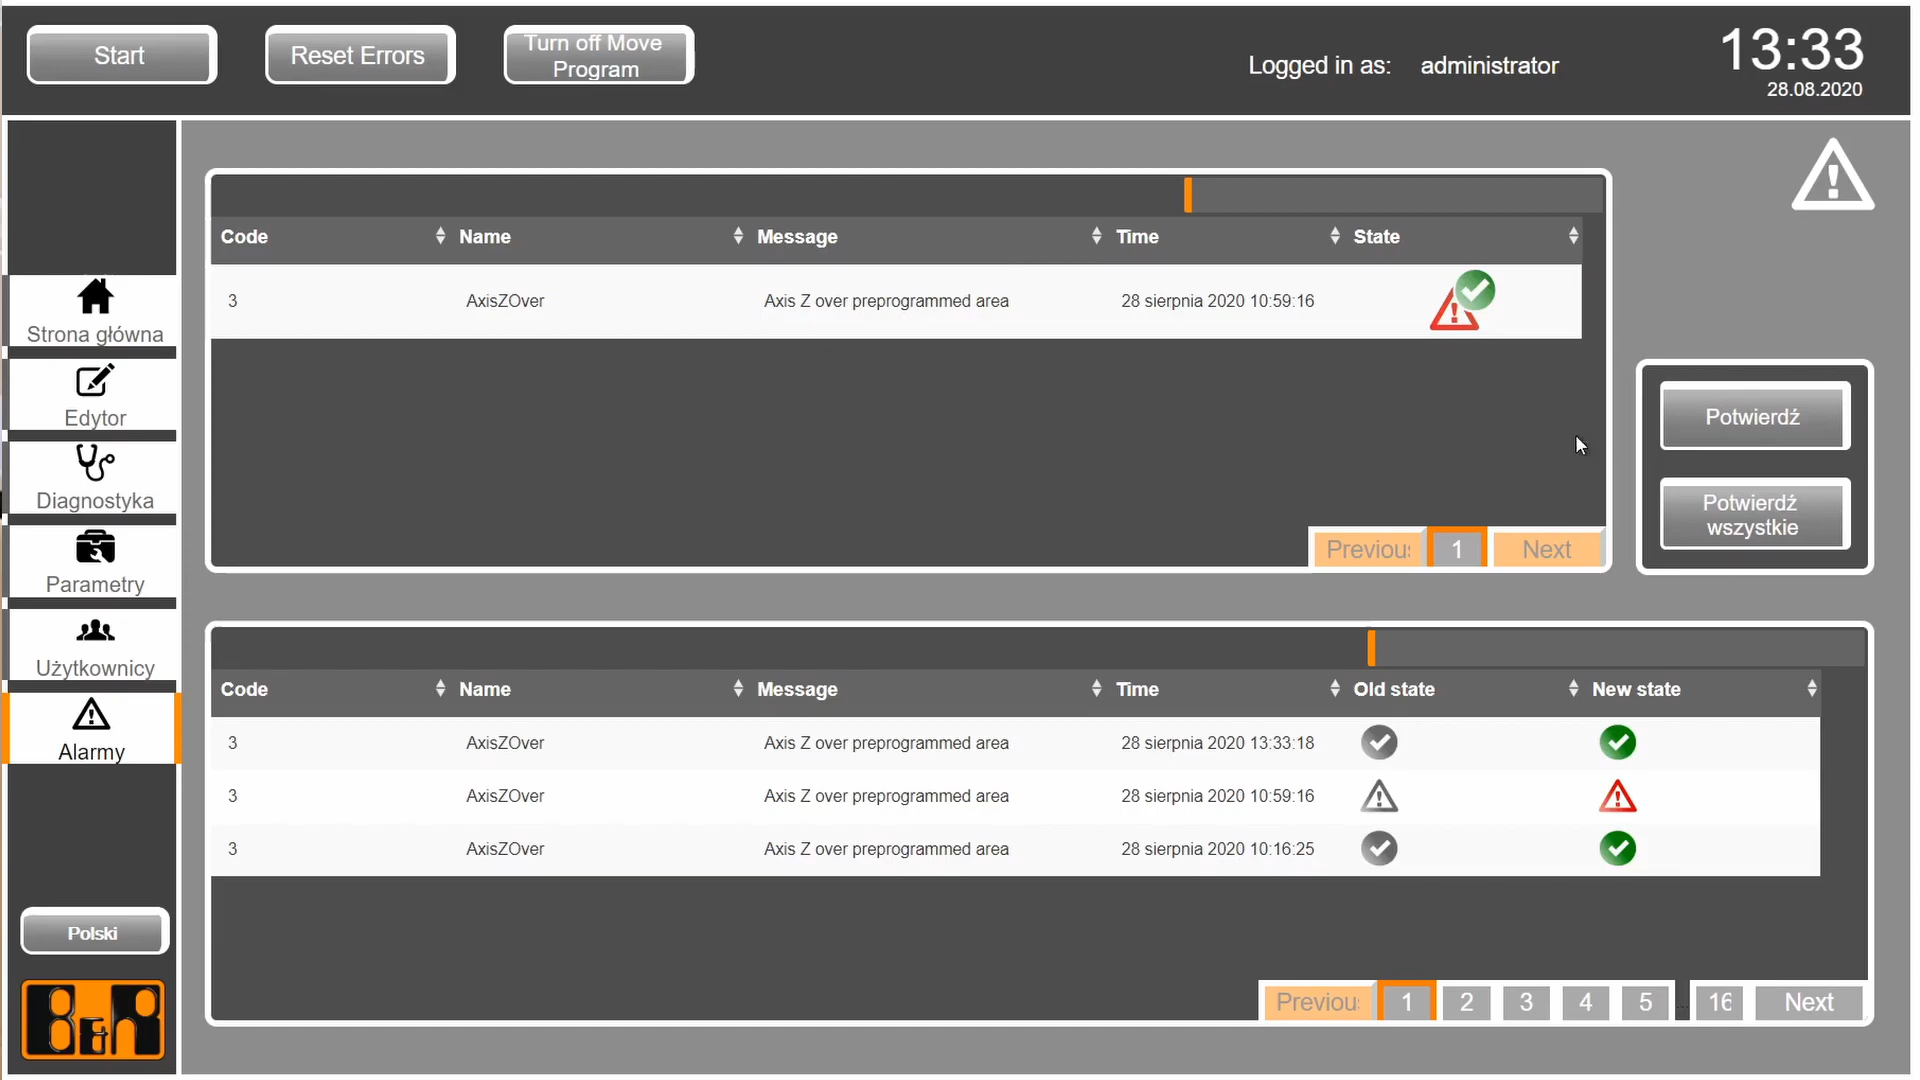 Start
Reset Errors
Turn off Move
Program
Logged in as: administrator
13:33
28.08.2020
Strona główna
Edytor
Diagnostyka
Parametry
Użytkownicy
Alarmy
Polski
B&R
Code Name Message Time State
3 AxisZOver Axis Z over preprogrammed area 28 sierpnia 2020 10:59:16
Previous 1 Next
Potwierdź
Potwierdź
wszystkie
Code Name Message Time Old state New state
3 AxisZOver Axis Z over preprogrammed area 28 sierpnia 2020 13:33:18
3 AxisZOver Axis Z over preprogrammed area 28 sierpnia 2020 10:59:16
3 AxisZOver Axis Z over preprogrammed area 28 sierpnia 2020 10:16:25
Previous 1 2 3 4 5 … 16 Next